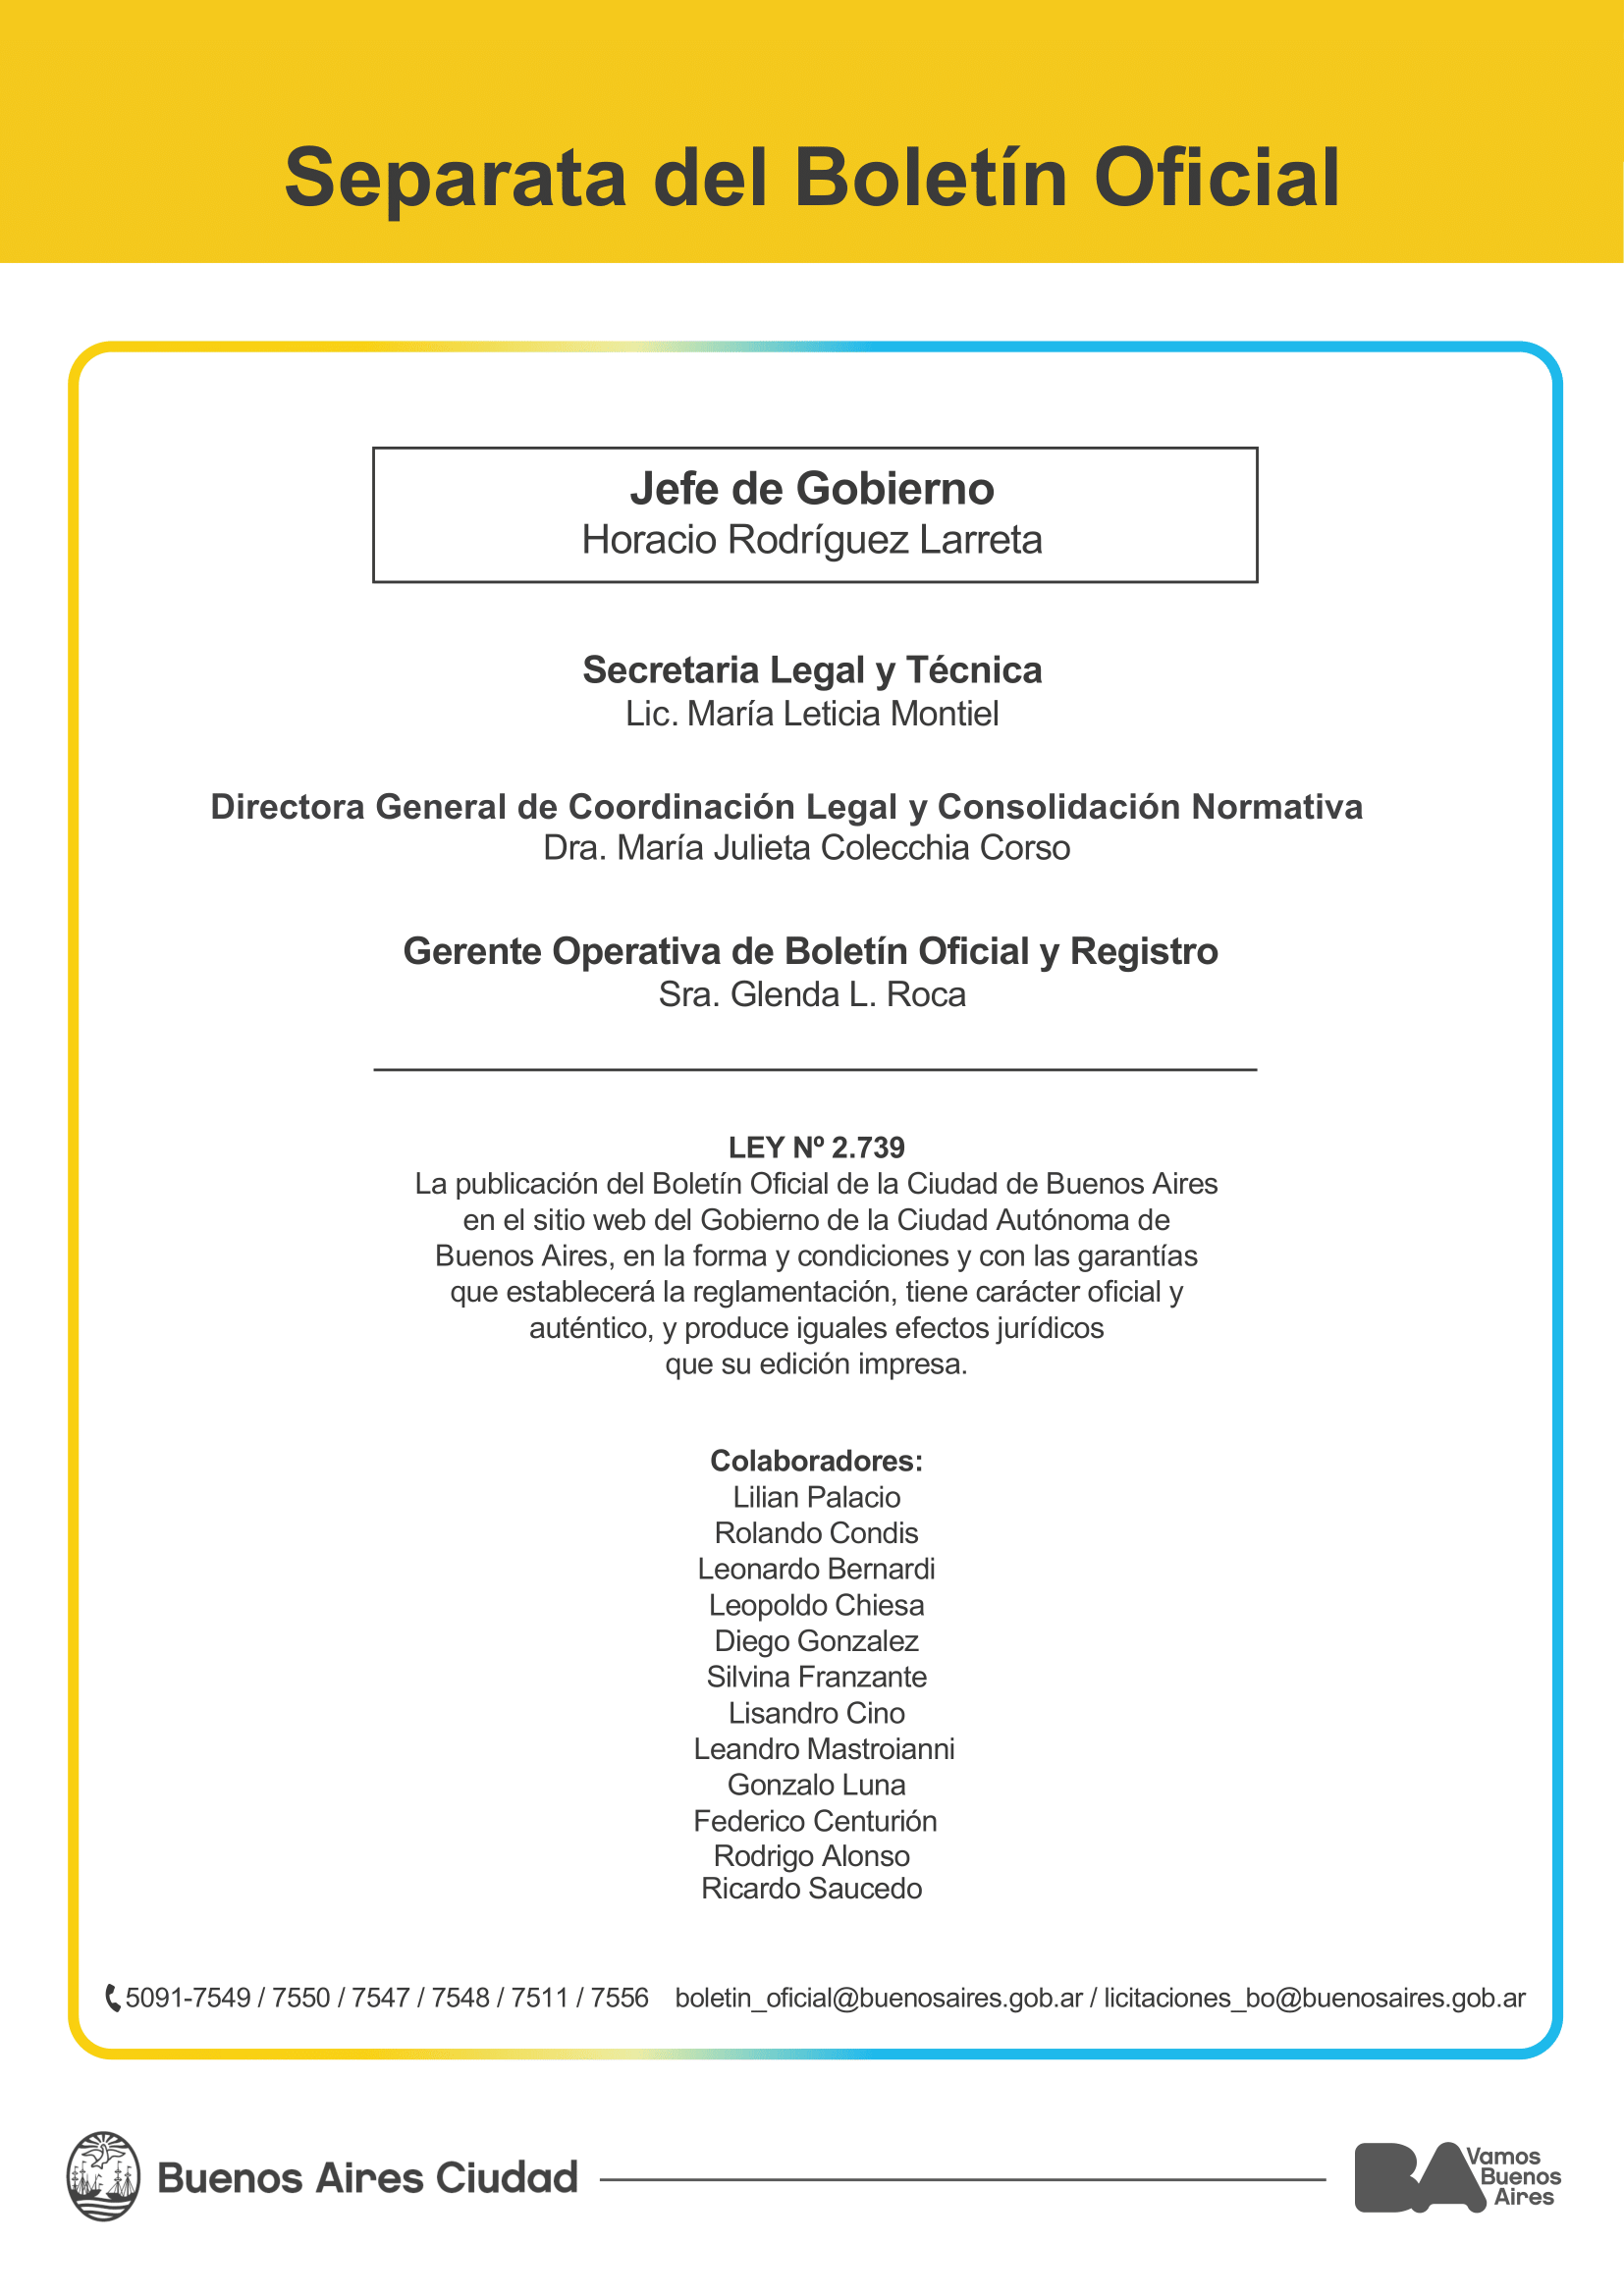 Separata del Boletín Oficial
Jefe de Gobierno
Horacio Rodríguez Larreta
Secretaria Legal y Técnica
Lic. María Leticia Montiel
Directora General de Coordinación Legal y Consolidación Normativa
Dra. María Julieta Colecchia Corso
Gerente Operativa de Boletín Oficial y Registro
Sra. Glenda L. Roca
LEY Nº 2.739
La publicación del Boletín Oficial de la Ciudad de Buenos Aires
en el sitio web del Gobierno de la Ciudad Autónoma de
Buenos Aires, en la forma y condiciones y con las garantías
que establecerá la reglamentación, tiene carácter oficial y
auténtico, y produce iguales efectos jurídicos
que su edición impresa.
Colaboradores:
Lilian Palacio
Rolando Condis
Leonardo Bernardi
Leopoldo Chiesa
Diego Gonzalez
Silvina Franzante
Lisandro Cino
Leandro Mastroianni
Gonzalo Luna
Federico Centurión
Rodrigo Alonso
Ricardo Saucedo
5091-7549 / 7550 / 7547 / 7548 / 7511 / 7556 boletin_oficial@buenosaires.gob.ar / licitaciones_bo@buenosaires.gob.ar
Buenos Aires Ciudad
BA
Vamos
Buenos
Aires